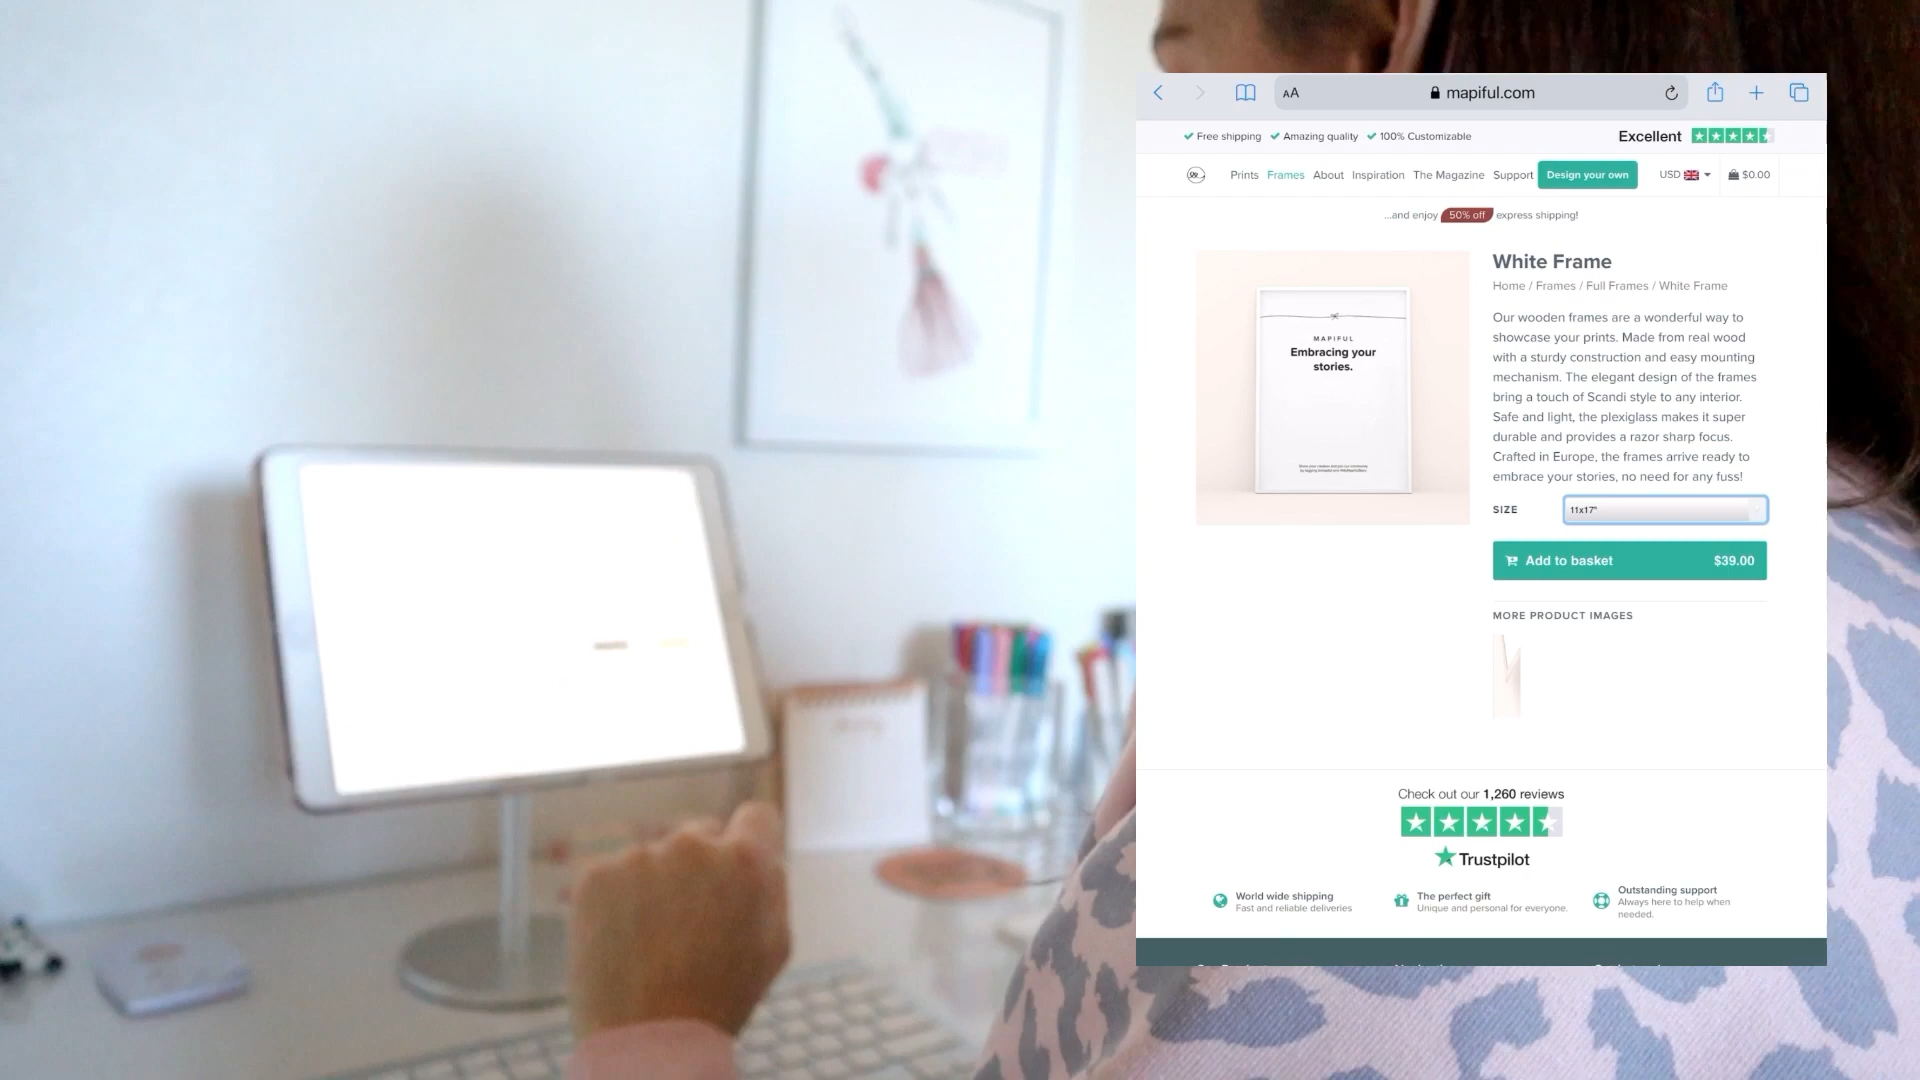 AA mapiful.com
Free shipping Amazing quality 100% Customizable Excellent
Prints Frames About Inspiration The Magazine Support Design your own USD $0.00
...and enjoy 50% off express shipping!
White Frame
Home / Frames / Full Frames / White Frame
Our wooden frames are a wonderful way to
showcase your prints. Made from real wood
with a sturdy construction and easy mounting
mechanism. The elegant design of the frames
bring a touch of Scandi style to any interior.
Safe and light, the plexiglass makes it super
durable and provides a razor sharp focus.
Crafted in Europe, the frames arrive ready to
embrace your stories, no need for any fuss!
MAPIFUL
Embracing your
stories.
SIZE 11x17"
Add to basket $39.00
MORE PRODUCT IMAGES
Check out our 1,260 reviews
Trustpilot
World wide shipping
Fast and reliable deliveries
The perfect gift
Unique and personal for everyone.
Outstanding support
Always here to help when
needed.